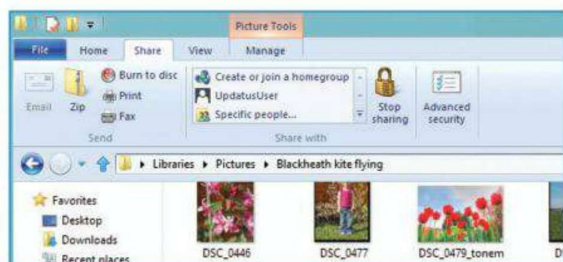 Picture Tools
File Home Share View Manage
Email
Zip
Burn to disc
Print
Fax
Send
Create or join a homegroup
UpdatusUser
Specific people...
Share with
Stop sharing
Advanced security
Libraries Pictures Blackheath kite flying
Favorites
Desktop
Downloads
Recent places
DSC_0446
DSC_0477
DSC_0479_tonem